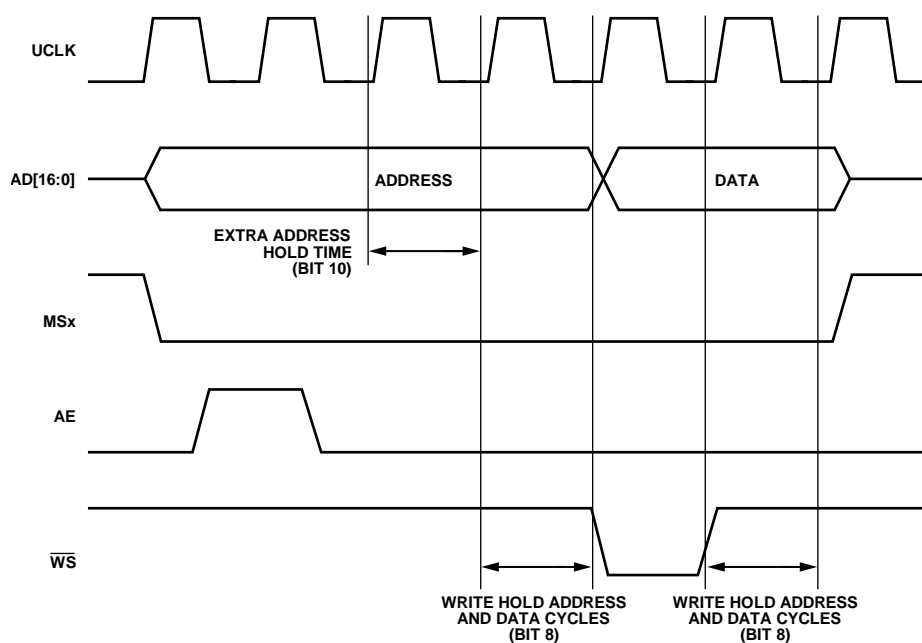 UCLK
AD[16:0]
ADDRESS
DATA
EXTRA ADDRESS
HOLD TIME
(BIT 10)
MSx
AE
WS
WRITE HOLD ADDRESS
AND DATA CYCLES
(BIT 8)
WRITE HOLD ADDRESS
AND DATA CYCLES
(BIT 8)